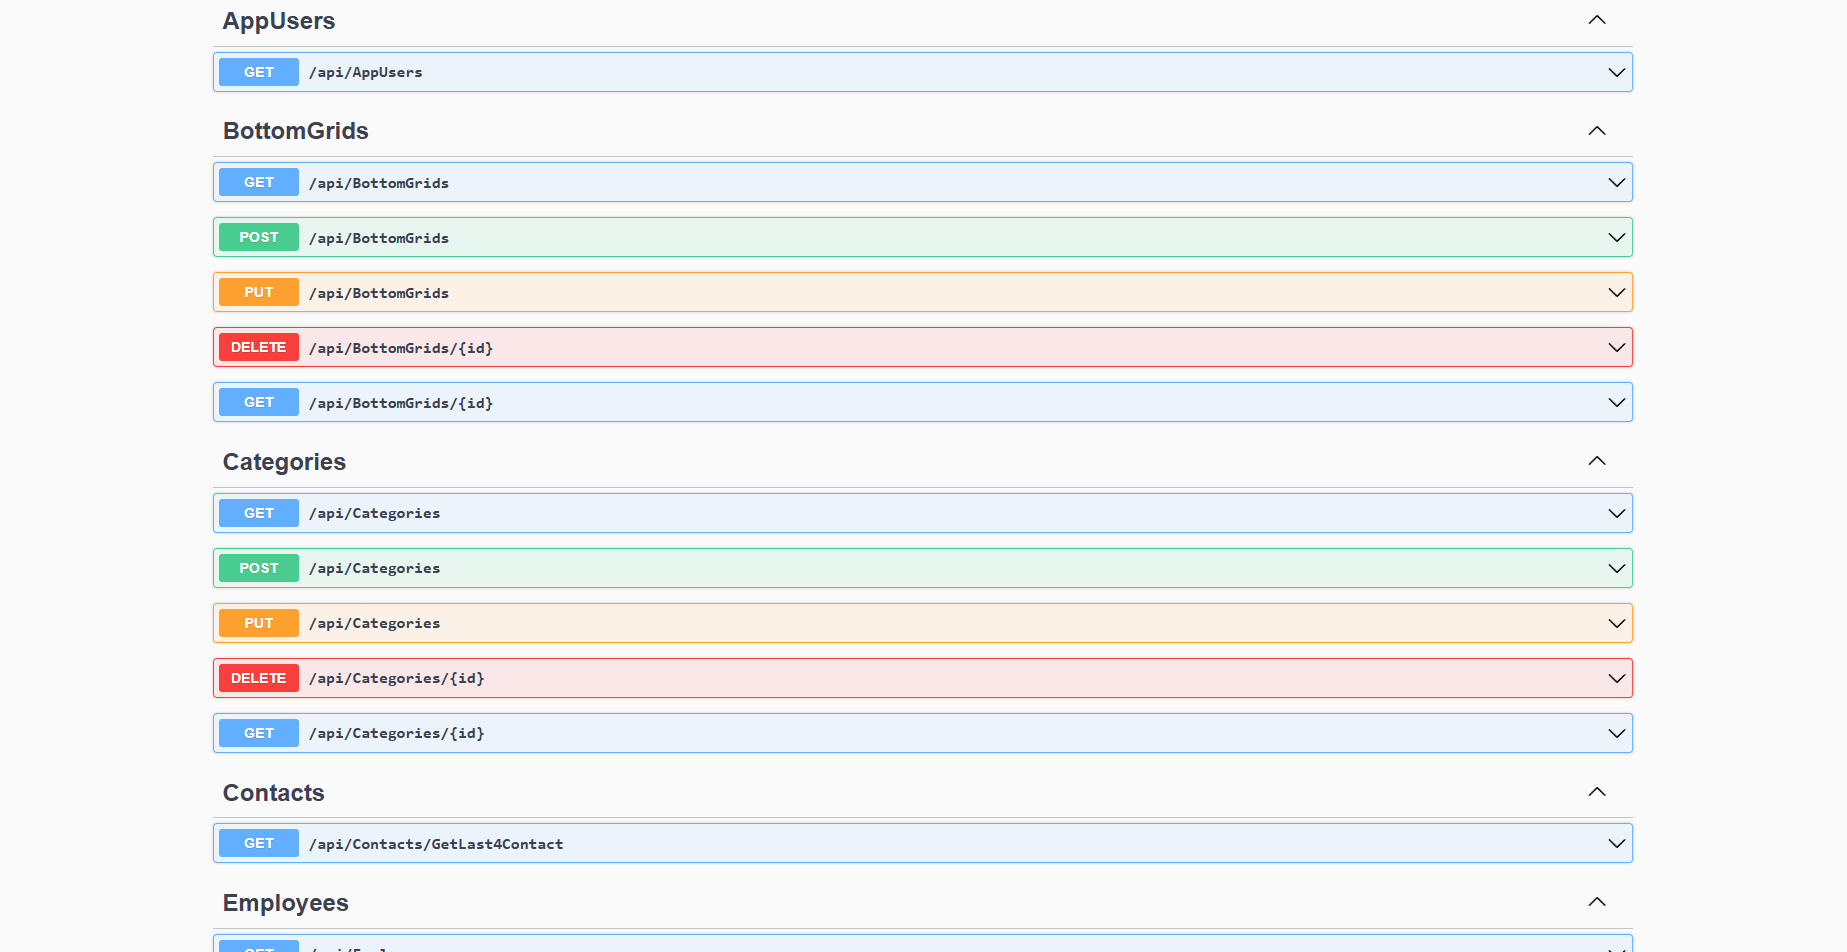 AppUsers
GET /api/AppUsers
BottomGrids
GET /api/BottomGrids
POST /api/BottomGrids
PUT /api/BottomGrids
DELETE /api/BottomGrids/{id}
GET /api/BottomGrids/{id}
Categories
GET /api/Categories
POST /api/Categories
PUT /api/Categories
DELETE /api/Categories/{id}
GET /api/Categories/{id}
Contacts
GET /api/Contacts/GetLast4Contact
Employees
GET